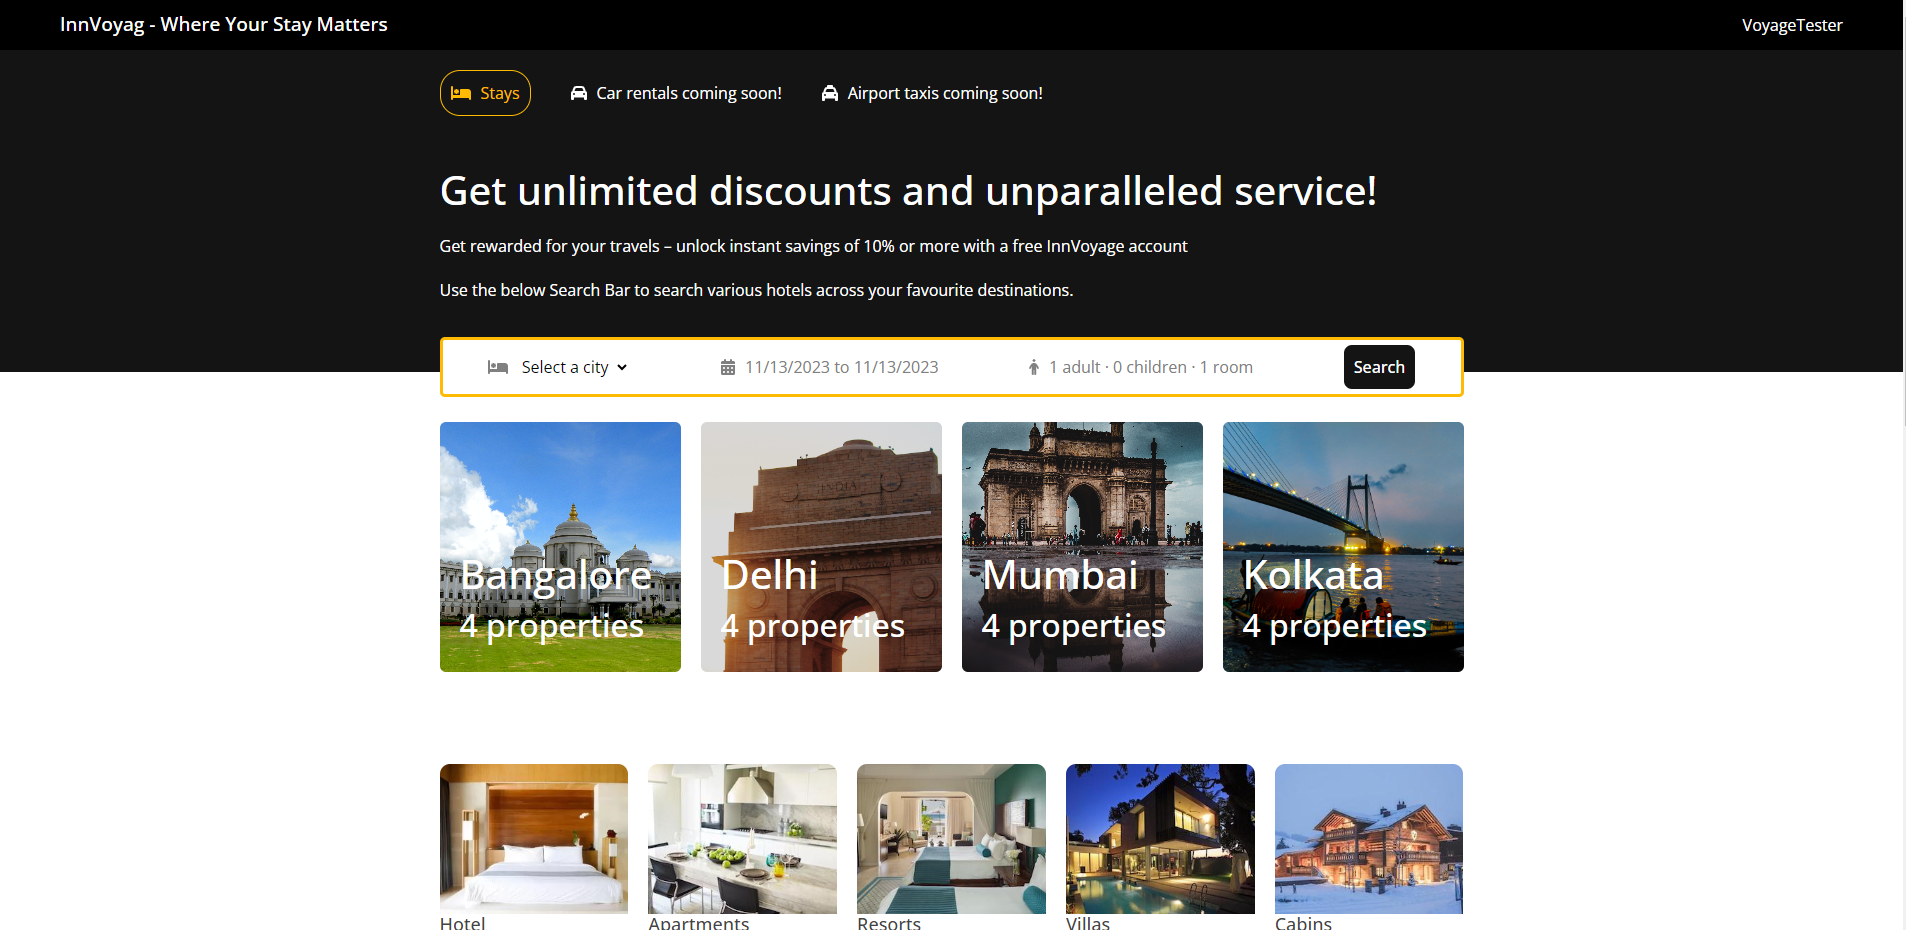 InnVoyag - Where Your Stay Matters
VoyageTester
Stays
Car rentals coming soon!
Airport taxis coming soon!
Get unlimited discounts and unparalleled service!
Get rewarded for your travels – unlock instant savings of 10% or more with a free InnVoyage account
Use the below Search Bar to search various hotels across your favourite destinations.
Select a city
11/13/2023 to 11/13/2023
1 adult · 0 children · 1 room
Search
INDIA
Bangalore
4 properties
Delhi
4 properties
Mumbai
4 properties
Kolkata
4 properties
Hotel
Apartments
Resorts
Villas
Cabins